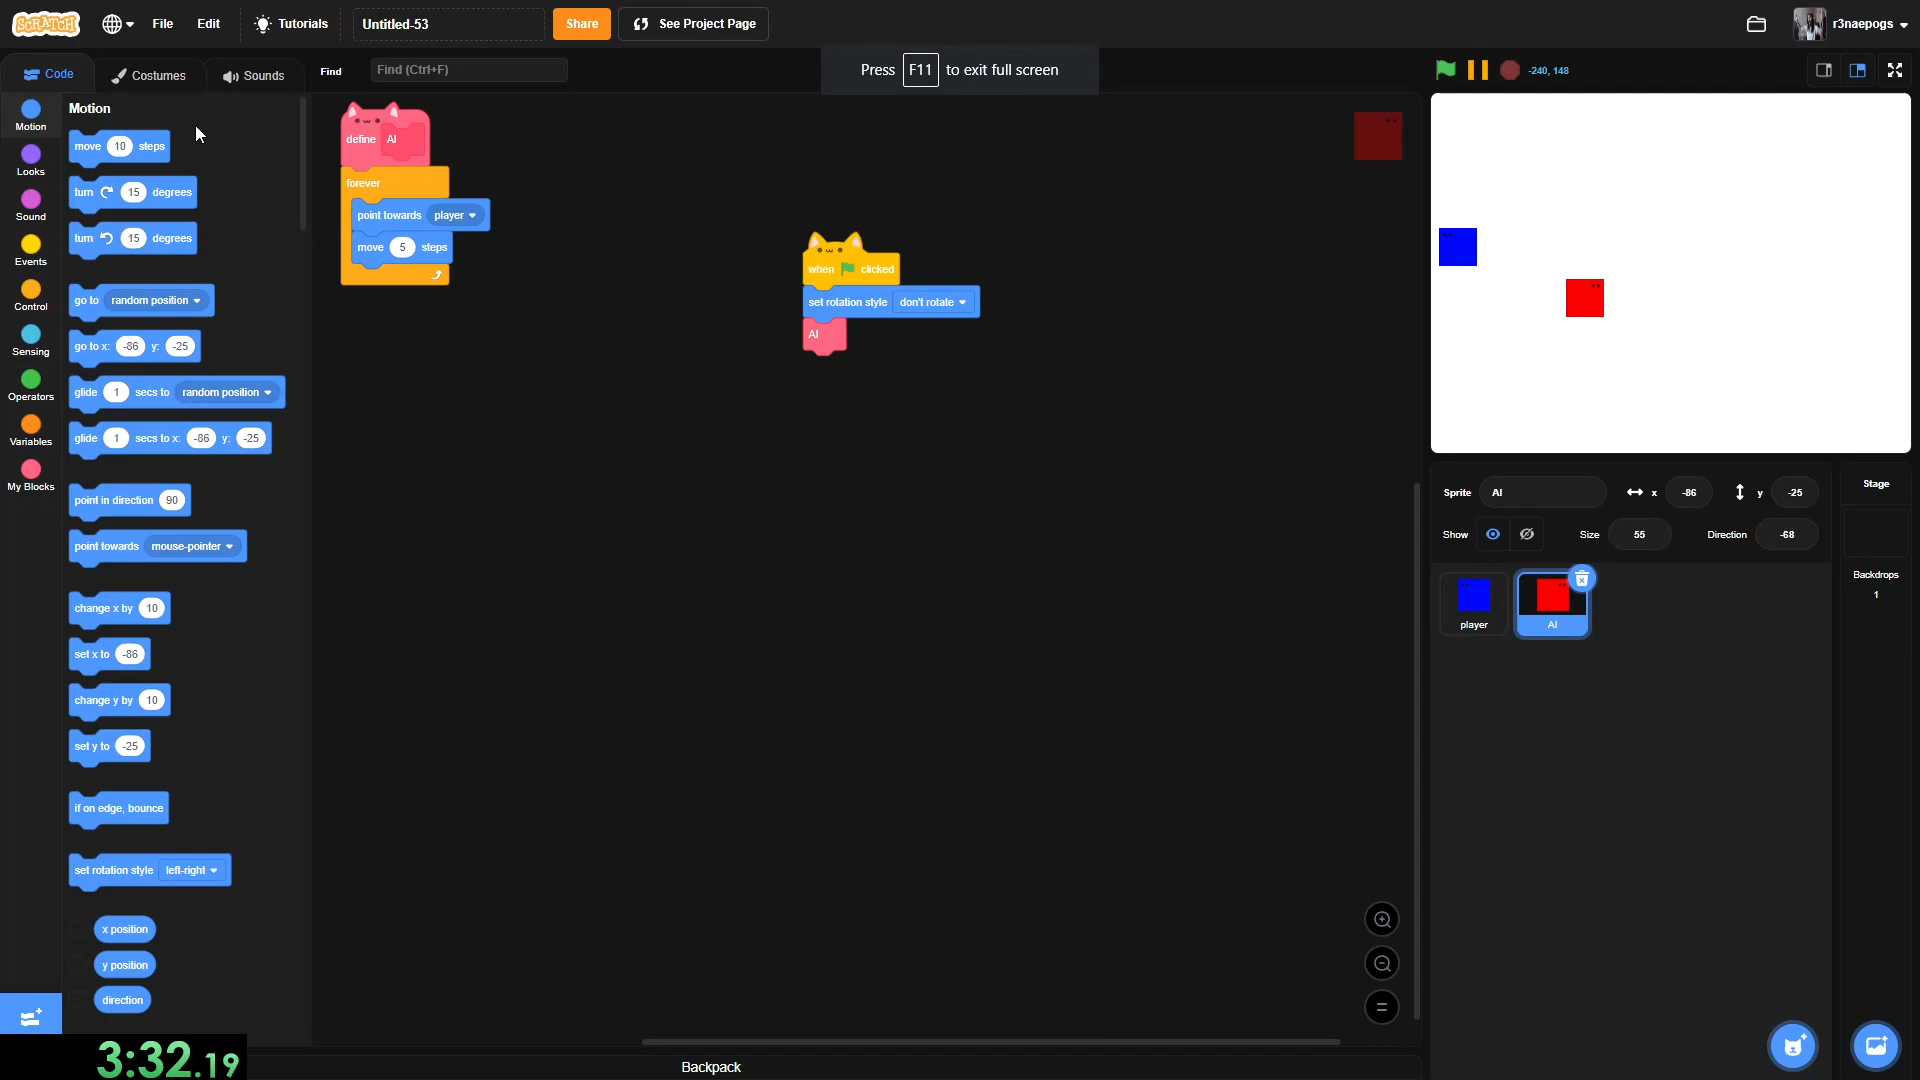 SCRATCH
File
Edit
Tutorials
Untitled-53
Share
See Project Page
r3naepogs
Code
Costumes
Sounds
Find
Find (Ctrl+F)
Press F11 to exit full screen
-240, 148
Motion
Looks
Sound
Events
Control
Sensing
Operators
Variables
My Blocks
Motion
move 10 steps
turn 15 degrees
turn 15 degrees
go to random position
go to x: -86 y: -25
glide 1 secs to random position
glide 1 secs to x: -86 y: -25
point in direction 90
point towards mouse-pointer
change x by 10
set x to -86
change y by 10
set y to -25
if on edge, bounce
set rotation style left-right
x position
y position
direction
define AI
forever
point towards player
move 5 steps
when clicked
set rotation style don't rotate
AI
Sprite AI x -86 y -25
Show Size 55 Direction -68
player
AI
Stage
Backdrops
1
3:32.19
Backpack